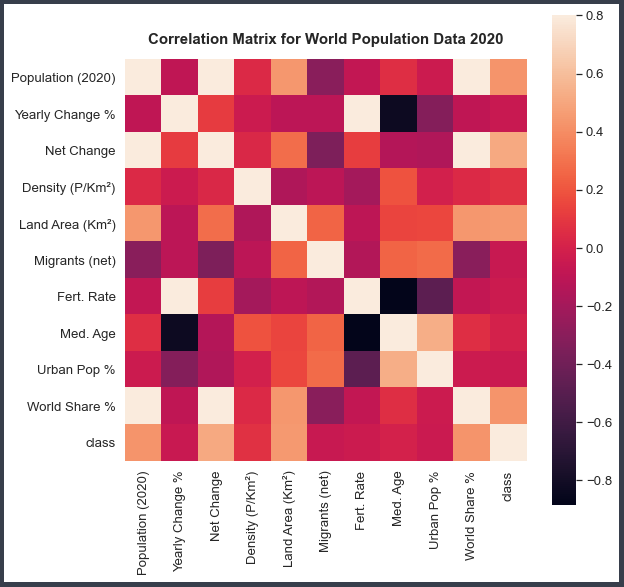 Correlation Matrix for World Population Data 2020
Population (2020)
Yearly Change %
Net Change
Density (P/Km²)
Land Area (Km²)
Migrants (net)
Fert. Rate
Med. Age
Urban Pop %
World Share %
class
Population (2020)
Yearly Change %
Net Change
Density (P/Km²)
Land Area (Km²)
Migrants (net)
Fert. Rate
Med. Age
Urban Pop %
World Share %
class
0.8
0.6
0.4
0.2
0.0
−0.2
−0.4
−0.6
−0.8